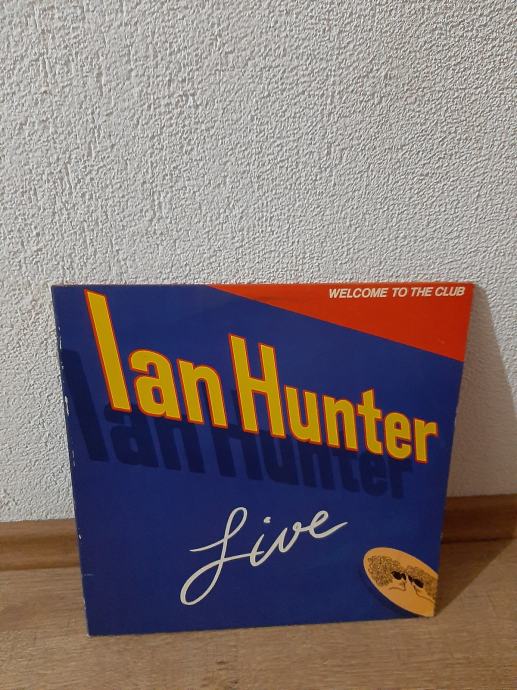 WELCOME TO THE CLUB
Ian Hunter
Live